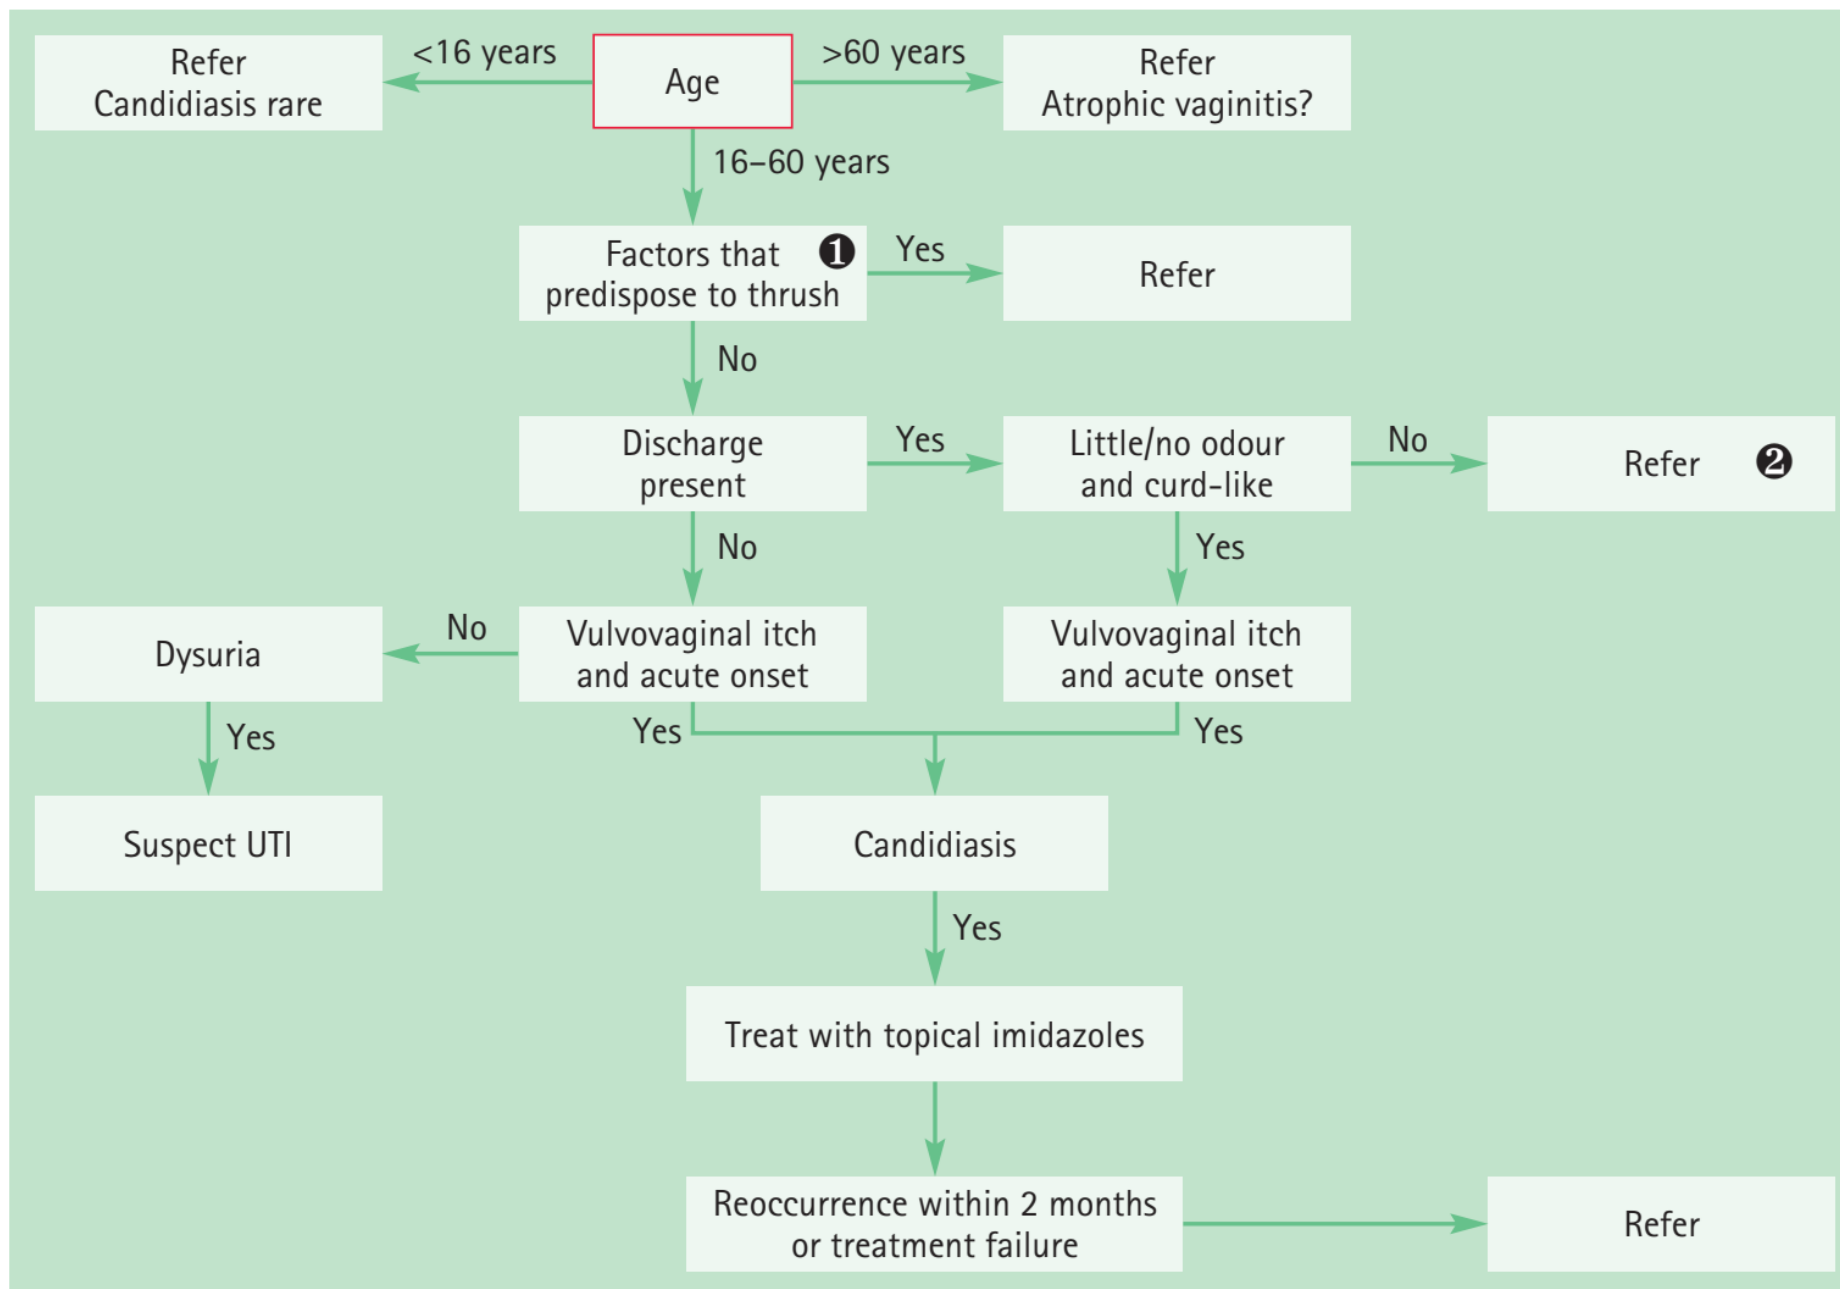 Refer
Candidiasis rare
<16 years
Age
>60 years
Refer
Atrophic vaginitis?
16–60 years
Factors that ❶
predispose to thrush
Yes
Refer
No
Discharge
present
Yes
Little/no odour
and curd-like
No
Refer ❷
No
Yes
Dysuria
No
Vulvovaginal itch
and acute onset
Vulvovaginal itch
and acute onset
Yes
Yes
Yes
Suspect UTI
Candidiasis
Yes
Treat with topical imidazoles
Reoccurrence within 2 months
or treatment failure
Refer